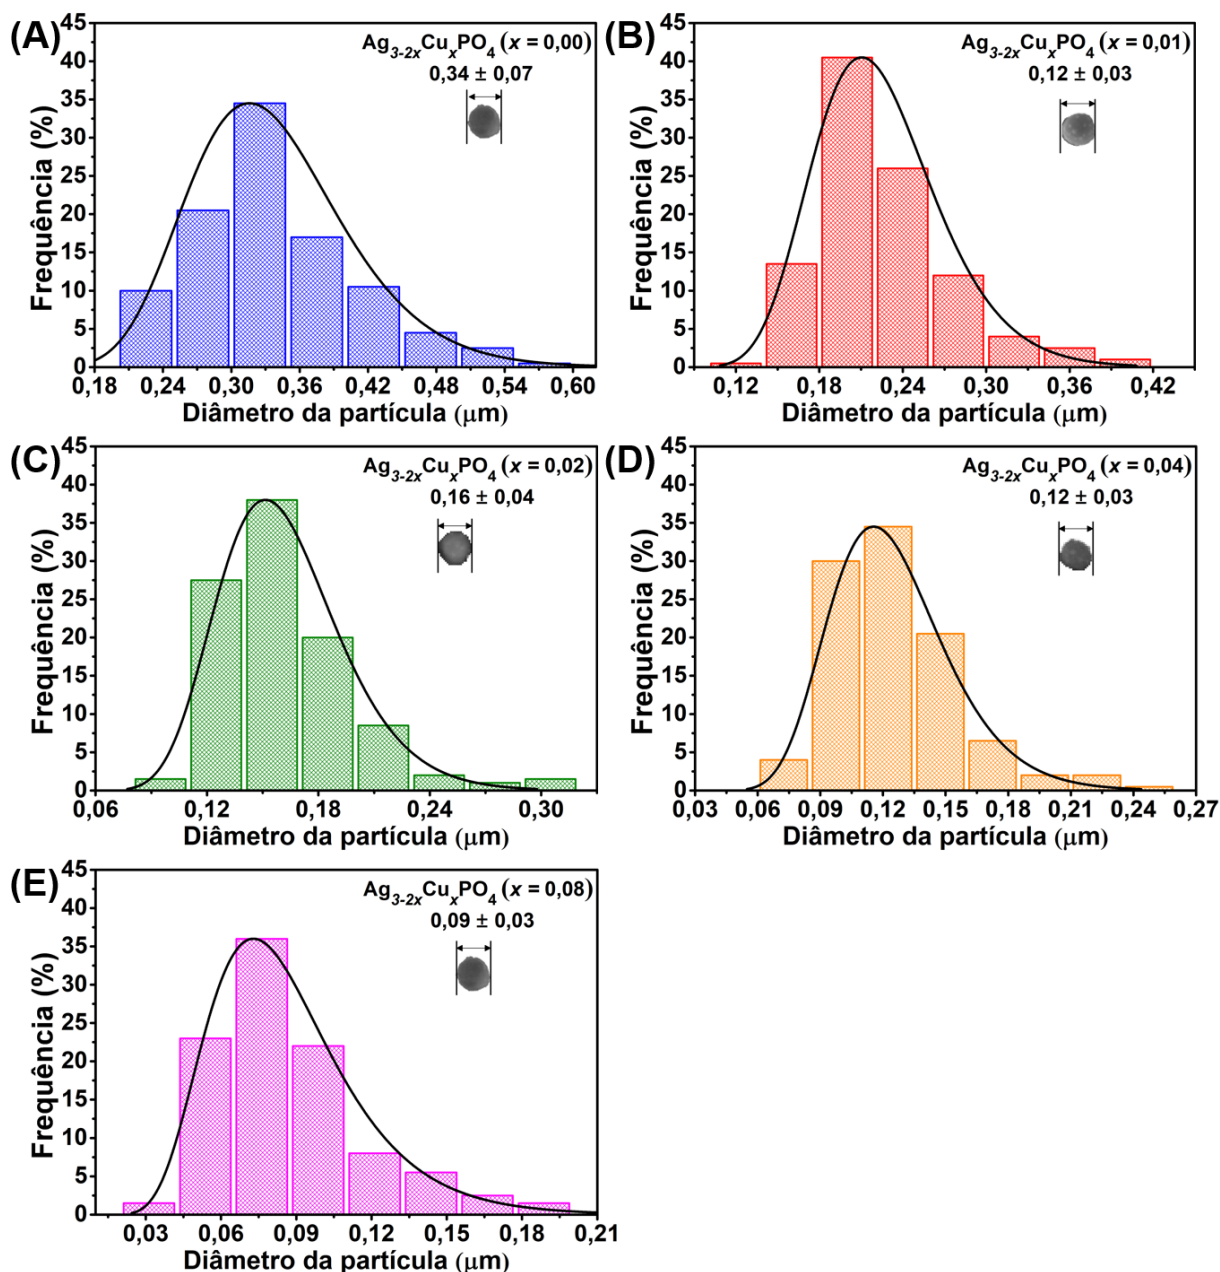 (A)
Ag3-2xCuxPO4 (x = 0,00)
0,34 ± 0,07
Frequência (%)
45
40
35
30
25
20
15
10
5
0
0,18 0,24 0,30 0,36 0,42 0,48 0,54 0,60
Diâmetro da partícula (µm)
(B)
Ag3-2xCuxPO4 (x = 0,01)
0,12 ± 0,03
Frequência (%)
45
40
35
30
25
20
15
10
5
0
0,12 0,18 0,24 0,30 0,36 0,42
Diâmetro da partícula (µm)
(C)
Ag3-2xCuxPO4 (x = 0,02)
0,16 ± 0,04
Frequência (%)
45
40
35
30
25
20
15
10
5
0
0,06 0,12 0,18 0,24 0,30
Diâmetro da partícula (µm)
(D)
Ag3-2xCuxPO4 (x = 0,04)
0,12 ± 0,03
Frequência (%)
45
40
35
30
25
20
15
10
5
0
0,03 0,06 0,09 0,12 0,15 0,18 0,21 0,24 0,27
Diâmetro da partícula (µm)
(E)
Ag3-2xCuxPO4 (x = 0,08)
0,09 ± 0,03
Frequência (%)
45
40
35
30
25
20
15
10
5
0
0,03 0,06 0,09 0,12 0,15 0,18 0,21
Diâmetro da partícula (µm)